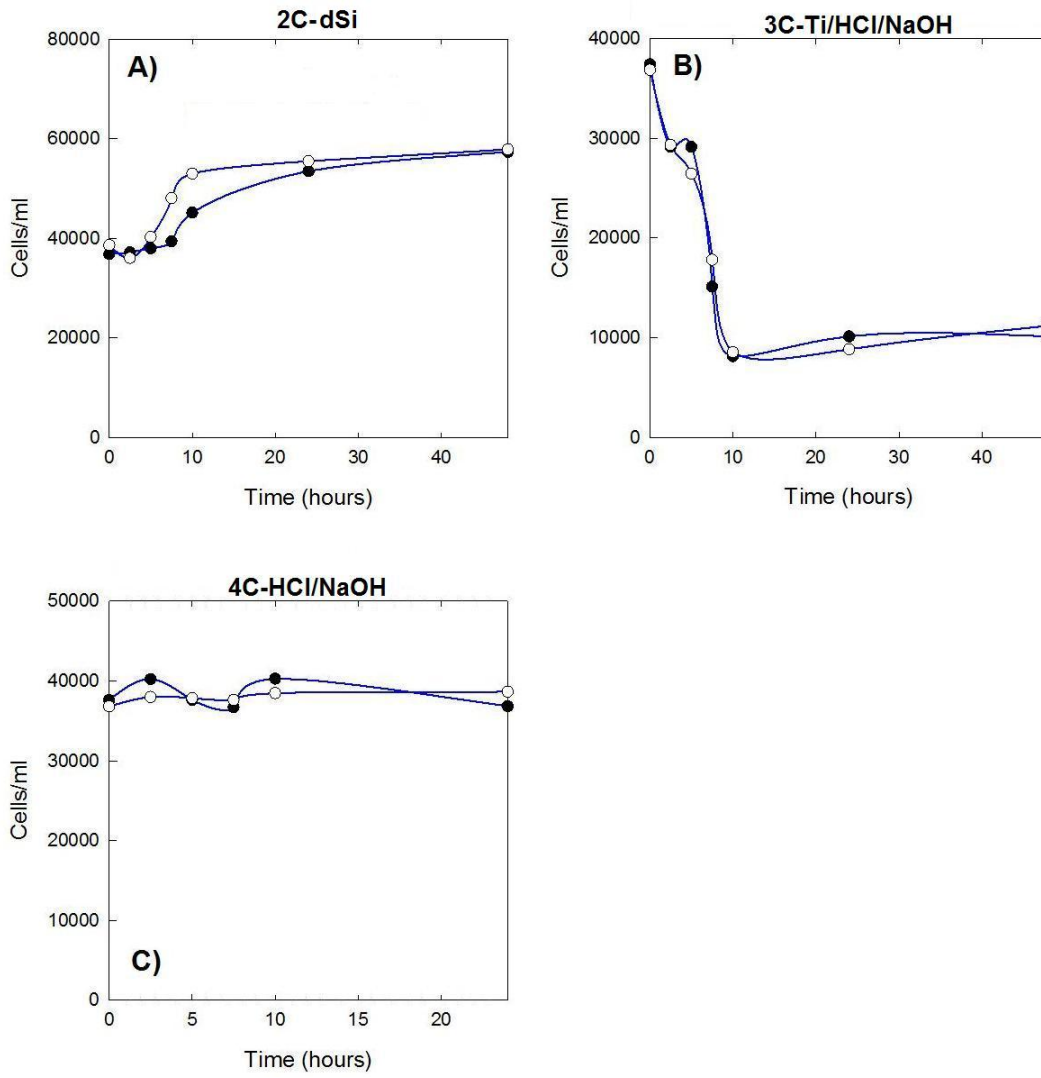 2C-dSi
80000
A)
60000
40000
20000
0
0 10 20 30 40
Cells/ml
Time (hours)
3C-Ti/HCl/NaOH
40000
B)
30000
20000
10000
0
0 10 20 30 40
Cells/ml
Time (hours)
4C-HCl/NaOH
50000
40000
30000
20000
10000
C)
0
0 5 10 15 20
Cells/ml
Time (hours)